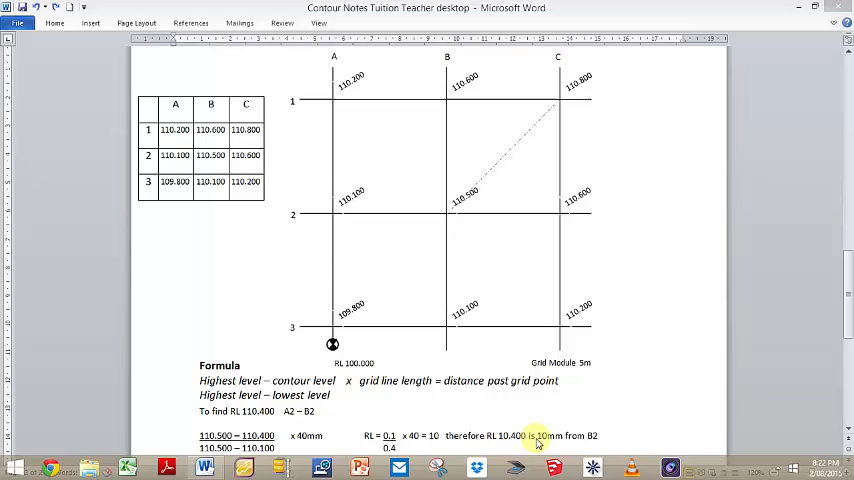 Contour Notes Tuition Teacher desktop - Microsoft Word
File Home Insert Page Layout References Mailings Review View
A B C
110.200 110.600 110.800
1
A B C
1 110.200 110.600 110.800
2 110.100 110.500 110.600
3 109.800 110.100 110.200
110.100 110.500 110.600
2
109.800 110.100 110.200
3
RL 100.000 Grid Module 5m
Formula
Highest level – contour level x grid line length = distance past grid point
Highest level – lowest level
To find RL 110.400 A2 – B2
110.500 – 110.400 x 40mm RL = 0.1 x 40 = 10 therefore RL 10.400 is 10mm from B2
110.500 – 110.100 0.4
120%
8:22 PM
2/08/2015